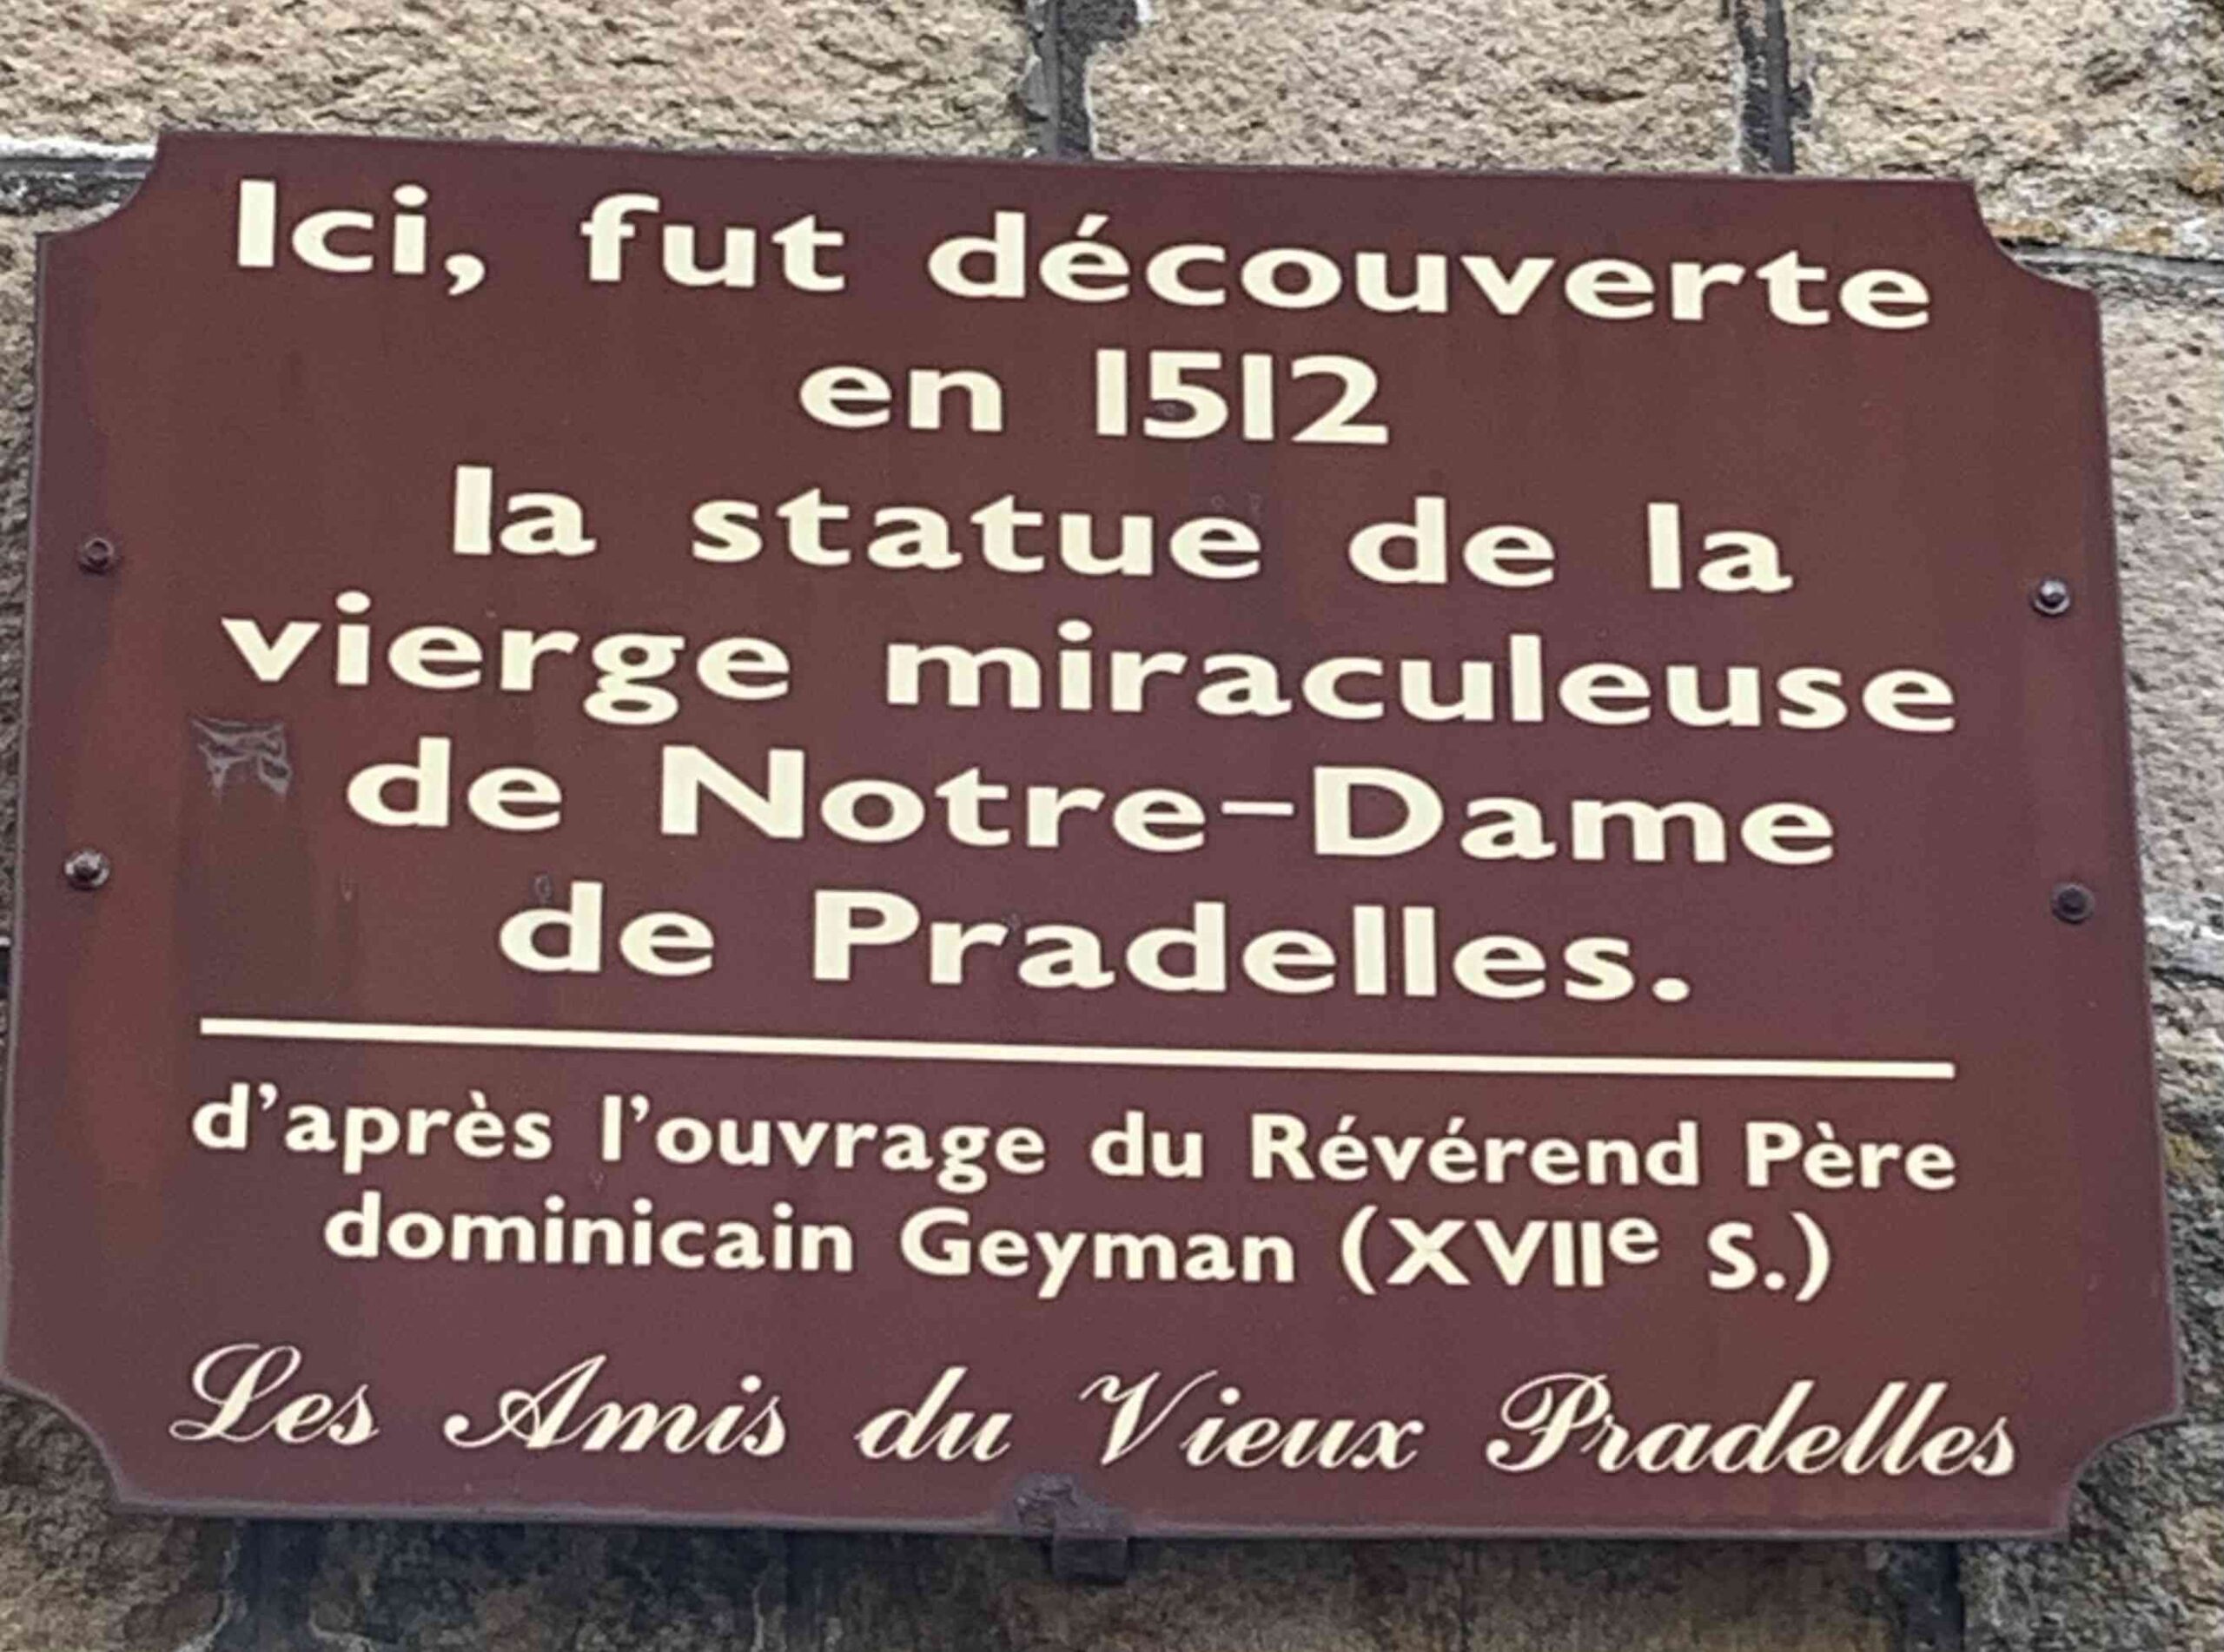 Ici, fut découverte
en 1512
la statue de la
vierge miraculeuse
de Notre-Dame
de Pradelles.
d'après l'ouvrage du Révérend Père
dominicain Geyman (XVIIe S.)
Les Amis du Vieux Pradelles